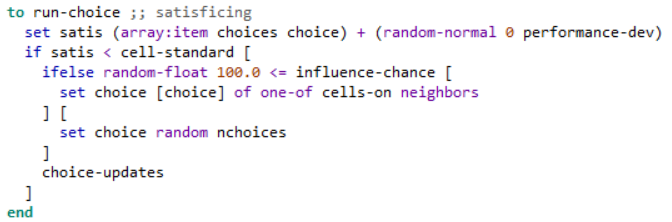 to run-choice ;; satisficing
  set satis (array:item choices choice) + (random-normal 0 performance-dev)
  if satis < cell-standard [
    ifelse random-float 100.0 <= influence-chance [
      set choice [choice] of one-of cells-on neighbors
    ] [
      set choice random nchoices
    ]
    choice-updates
  ]
end